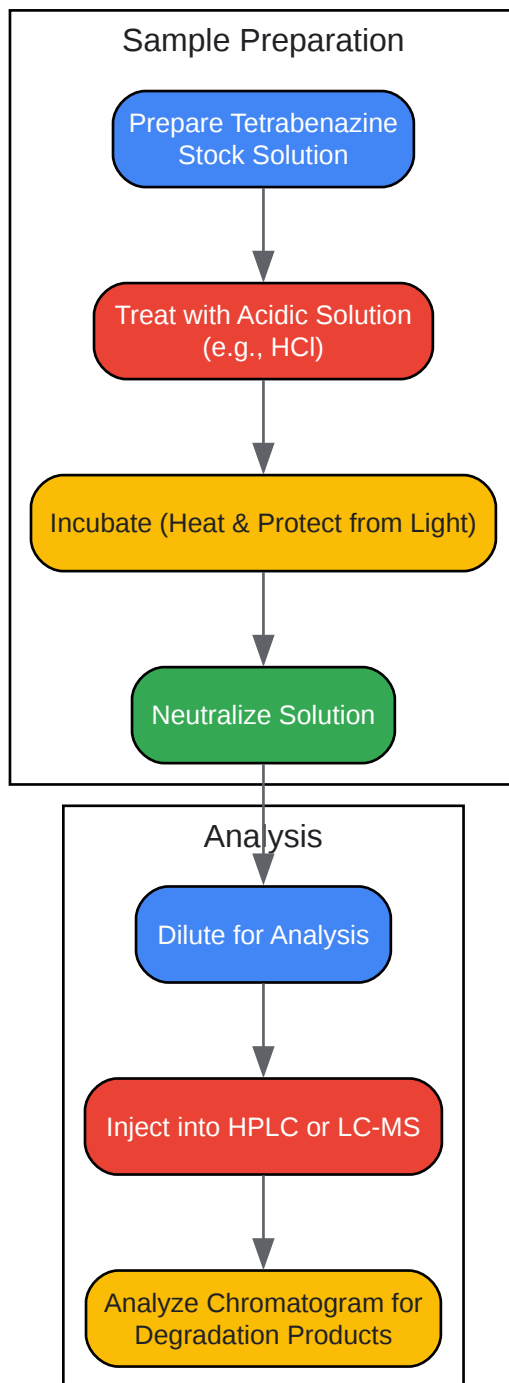 Sample Preparation
Prepare Tetrabenazine
Stock Solution
Treat with Acidic Solution
(e.g., HCl)
Incubate (Heat & Protect from Light)
Neutralize Solution
Analysis
Dilute for Analysis
Inject into HPLC or LC-MS
Analyze Chromatogram for
Degradation Products